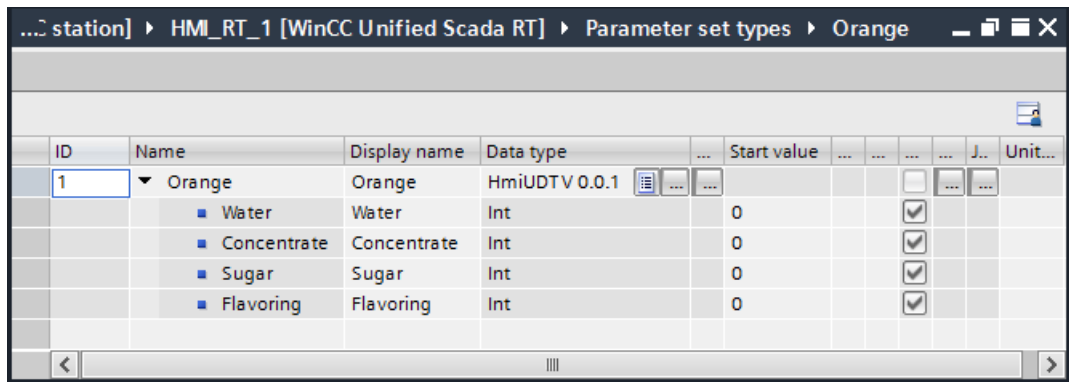 ...C station] ▸ HMI_RT_1 [WinCC Unified Scada RT] ▸ Parameter set types ▸ Orange
ID Name Display name Data type ... Start value ... ... ... ... J... Unit...
1 Orange Orange HmiUDT V 0.0.1 ... ... ... ...
Water Water Int 0
Concentrate Concentrate Int 0
Sugar Sugar Int 0
Flavoring Flavoring Int 0